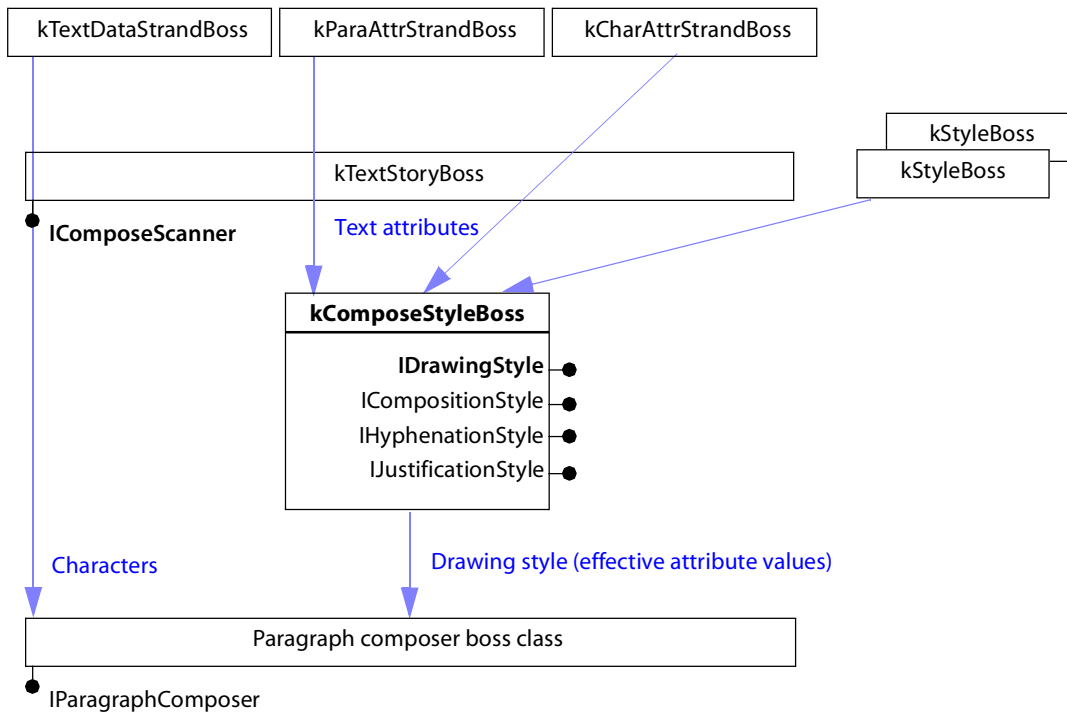 kTextDataStrandBoss
kParaAttrStrandBoss
kCharAttrStrandBoss
kStyleBoss
kStyleBoss
kTextStoryBoss
IComposeScanner
Text attributes
kComposeStyleBoss
IDrawingStyle
ICompositionStyle
IHyphenationStyle
IJustificationStyle
Characters
Drawing style (effective attribute values)
Paragraph composer boss class
IParagraphComposer